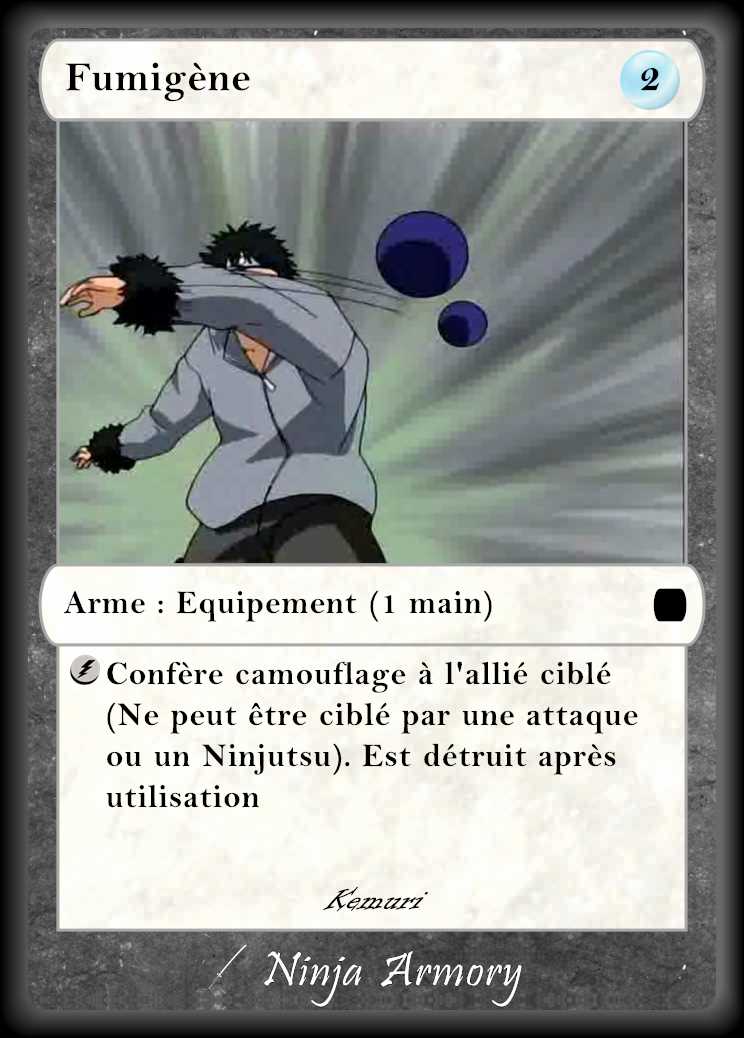 Fumigène
2
Arme : Equipement (1 main)
Confère camouflage à l'allié ciblé
(Ne peut être ciblé par une attaque
ou un Ninjutsu). Est détruit après
utilisation
Kemuri
Ninja Armory